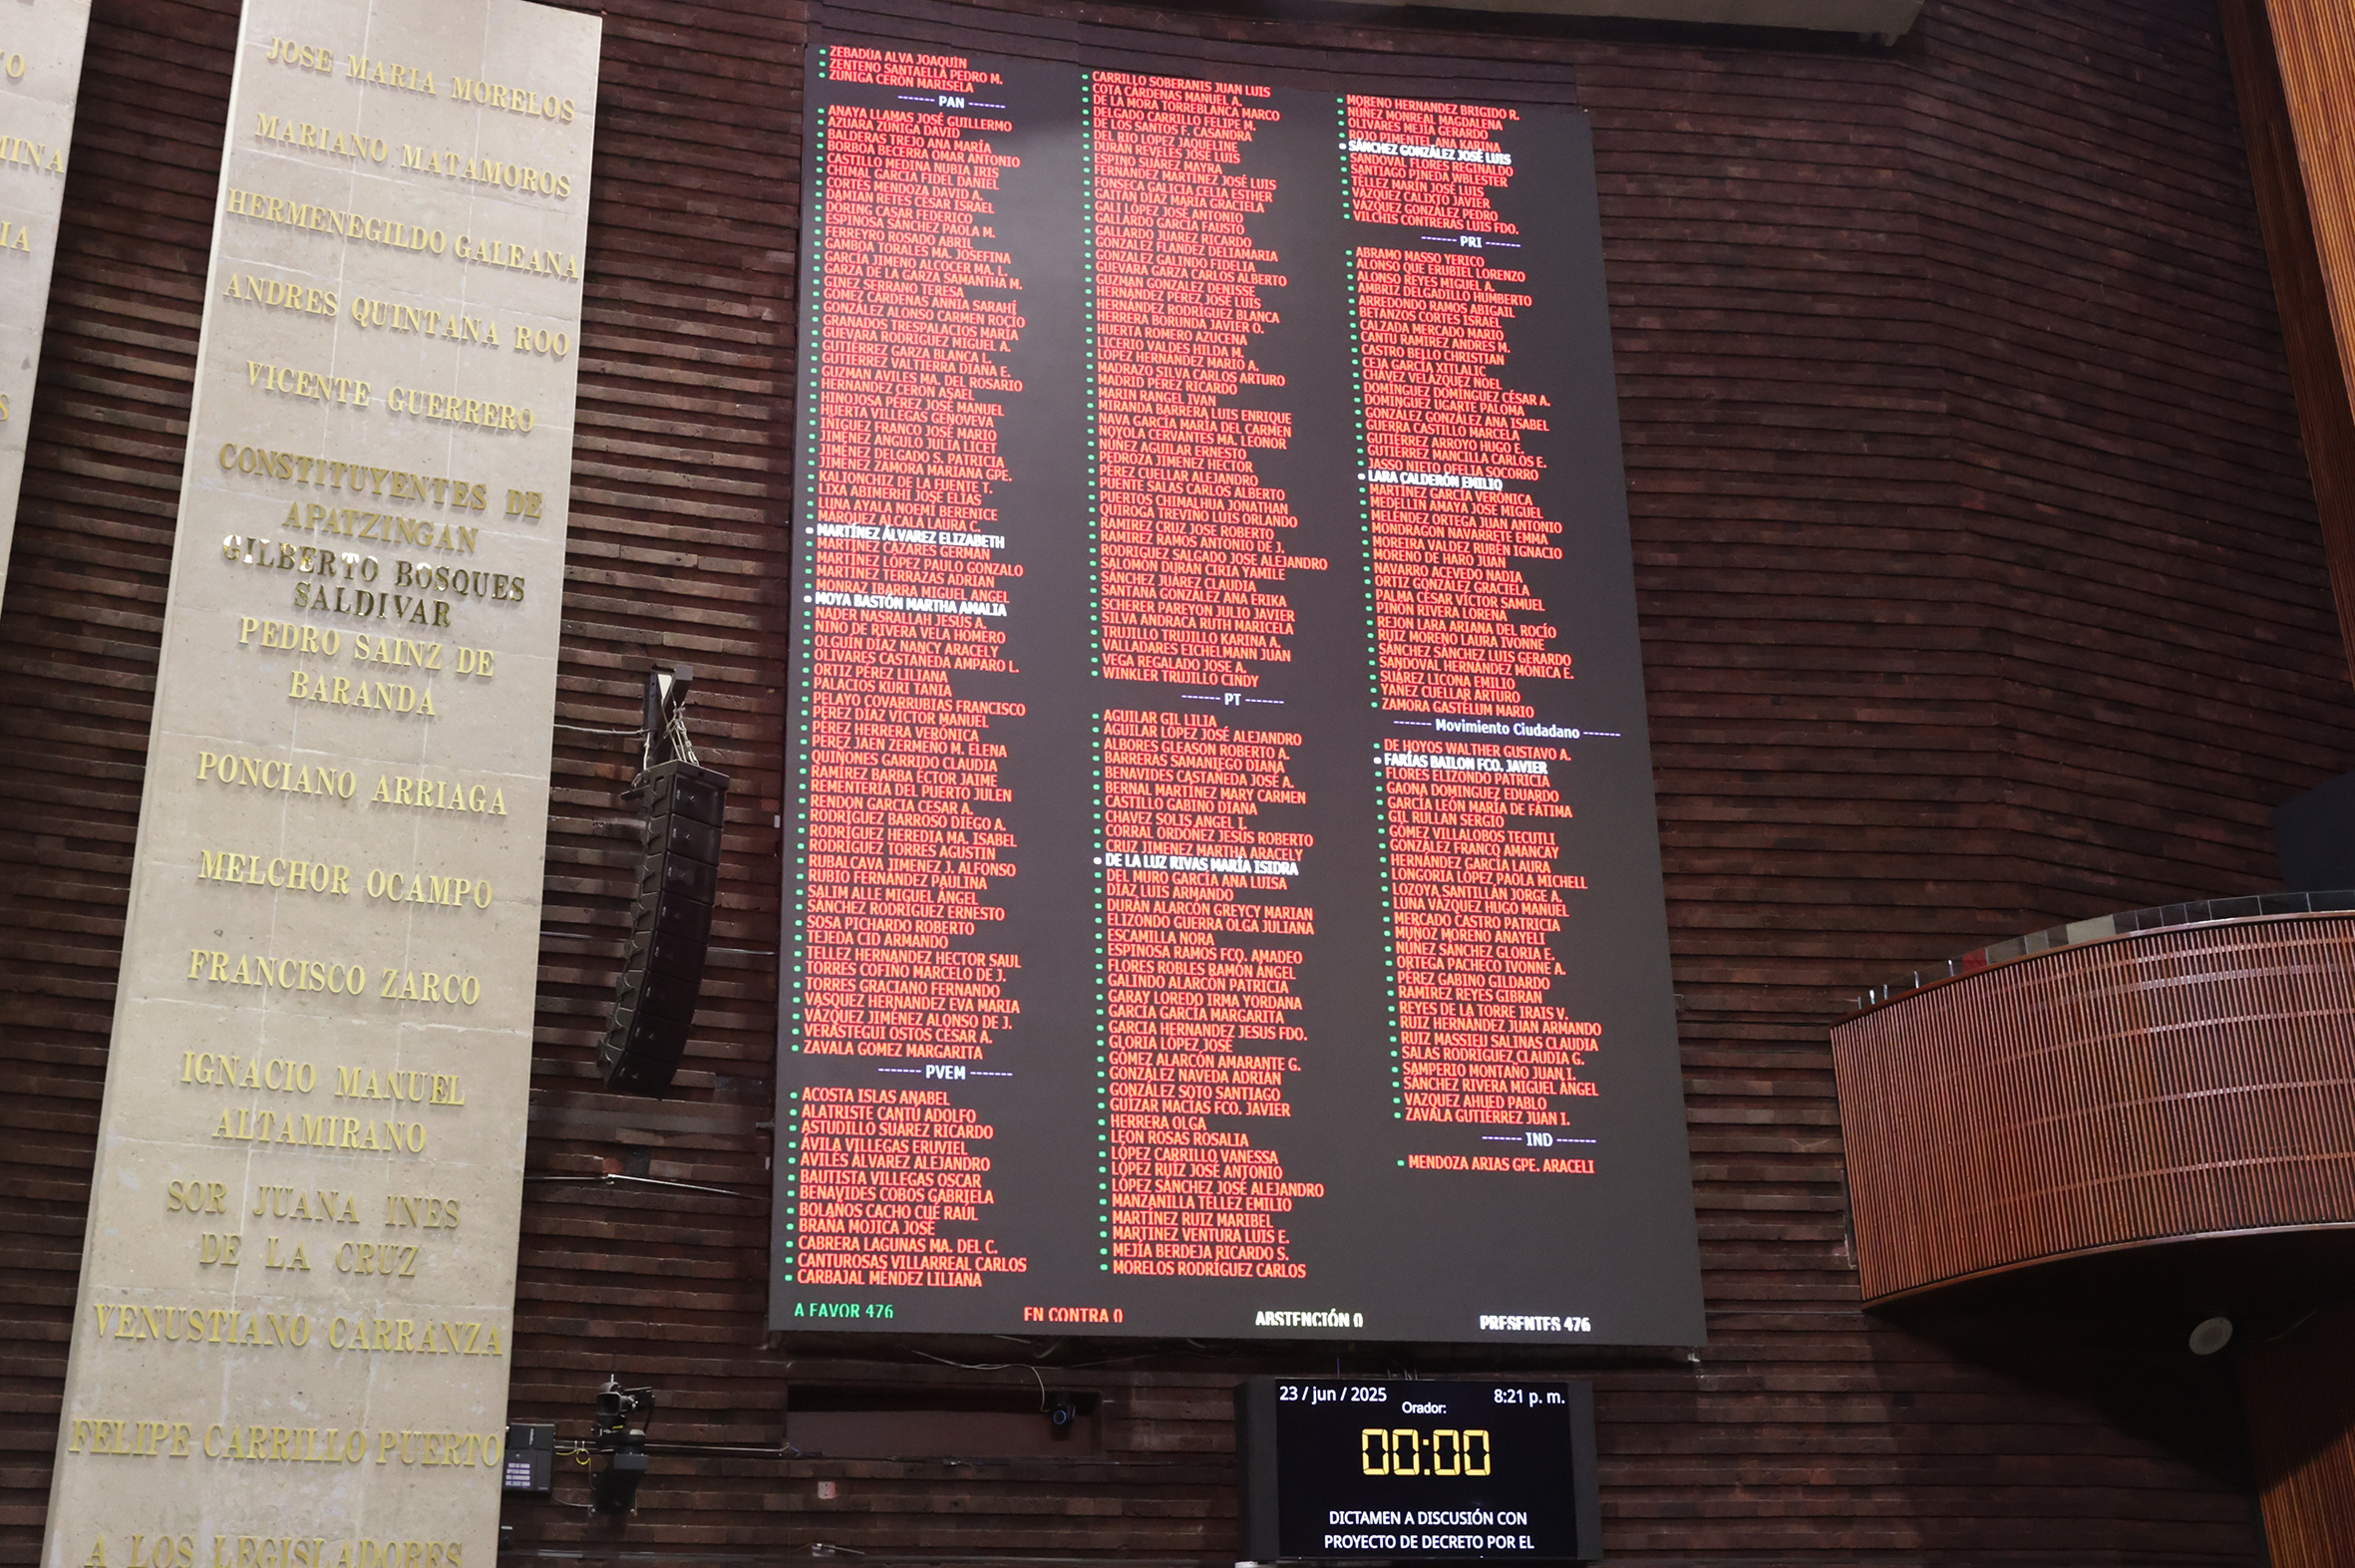 JOSE MARIA MORELOS
MARIANO MATAMOROS
HERMENEGILDO GALEANA
ANDRES QUINTANA ROO
VICENTE GUERRERO
CONSTITUYENTES DE
APATZINGAN
GILBERTO BOSQUES
SALDIVAR
PEDRO SAINZ DE
BARANDA
PONCIANO ARRIAGA
MELCHOR OCAMPO
FRANCISCO ZARCO
IGNACIO MANUEL
ALTAMIRANO
SOR JUANA INES
DE LA CRUZ
VENUSTIANO CARRANZA
FELIPE CARRILLO PUERTO
A LOS LEGISLADORES
ZEBADÚA ALVA JOAQUÍN
ZENTENO SANTAELLA PEDRO M.
ZÚÑIGA CERÓN MARISELA
------- PAN -------
ANAYA LLAMAS JOSÉ GUILLERMO
AZUARA ZÚÑIGA DAVID
BALDERAS TREJO ANA MARÍA
BORBOA BECERRA OMAR ANTONIO
CASTILLO MEDINA NUBIA IRIS
CHIMAL GARCÍA FIDEL DANIEL
CORTÉS MENDOZA DAVID A.
DAMIÁN RETES CÉSAR ISRAEL
DÖRING CASAR FEDERICO
ESPINOSA SÁNCHEZ PAOLA M.
FERREYRO ROSADO ABRIL
GAMBOA TORALES MA. JOSEFINA
GARCÍA JIMENO ALCOCER MA. L.
GARZA DE LA GARZA SAMANTHA M.
GINEZ SERRANO TERESA
GÓMEZ CÁRDENAS ANNIA SARAHÍ
GONZÁLEZ ALONSO CARMEN ROCÍO
GRANADOS TRESPALACIOS MARÍA
GUEVARA RODRÍGUEZ MIGUEL A.
GUTIÉRREZ GARZA BLANCA L.
GUTIÉRREZ VALTIERRA DIANA E.
GUZMÁN AVILÉS MA. DEL ROSARIO
HERNÁNDEZ CERÓN ASAEL
HINOJOSA PÉREZ JOSÉ MANUEL
HUERTA VILLEGAS GENOVEVA
ÍÑIGUEZ FRANCO JOSÉ MARIO
JIMÉNEZ ANGULO JULIA LICET
JIMÉNEZ DELGADO S. PATRICIA
JIMÉNEZ ZAMORA MARIANA GPE.
KALIONCHIZ DE LA FUENTE T.
LIXA ABIMERHI JOSÉ ELÍAS
LUNA AYALA NOEMÍ BERENICE
MÁRQUEZ ALCALÁ LAURA C.
MARTÍNEZ ÁLVAREZ ELIZABETH
MARTÍNEZ CÁZARES GERMÁN
MARTÍNEZ LÓPEZ PAULO GONZALO
MARTÍNEZ TERRAZAS ADRIÁN
MONRAZ IBARRA MIGUEL ÁNGEL
MOYA BASTÓN MARTHA AMALIA
NADER NASRALLAH JESÚS A.
NIÑO DE RIVERA VELA HOMERO
OLGUÍN DÍAZ NANCY ARACELY
OLIVARES CASTAÑEDA AMPARO L.
ORTIZ PÉREZ LILIANA
PALACIOS KURI TANIA
PELAYO COVARRUBIAS FRANCISCO
PÉREZ DÍAZ VÍCTOR MANUEL
PÉREZ HERRERA VERÓNICA
PÉREZ JAÉN ZERMEÑO M. ELENA
QUIÑONES GARRIDO CLAUDIA
RAMÍREZ BARBA ÉCTOR JAIME
REMENTERÍA DEL PUERTO JULEN
RENDÓN GARCÍA CÉSAR A.
RODRÍGUEZ BARROSO DIEGO A.
RODRÍGUEZ HEREDIA MA. ISABEL
RODRÍGUEZ TORRES AGUSTÍN
RUBALCAVA JIMÉNEZ J. ALFONSO
RUBIO FERNÁNDEZ PAULINA
SALIM ALLE MIGUEL ÁNGEL
SÁNCHEZ RODRÍGUEZ ERNESTO
SOSA PICHARDO ROBERTO
TEJEDA CID ARMANDO
TÉLLEZ HERNÁNDEZ HÉCTOR SAÚL
TORRES COFIÑO MARCELO DE J.
TORRES GRACIANO FERNANDO
VÁSQUEZ HERNÁNDEZ EVA MARÍA
VÁZQUEZ JIMÉNEZ ALONSO DE J.
VERÁSTEGUI OSTOS CÉSAR A.
ZAVALA GÓMEZ MARGARITA
------- PVEM -------
ACOSTA ISLAS ANABEL
ALATRISTE CANTÚ ADOLFO
ASTUDILLO SUÁREZ RICARDO
ÁVILA VILLEGAS ERUVIEL
AVILÉS ÁLVAREZ ALEJANDRO
BAUTISTA VILLEGAS OSCAR
BENAVIDES COBOS GABRIELA
BOLAÑOS CACHO CUÉ RAÚL
BRAÑA MOJICA JOSÉ
CABRERA LAGUNAS MA. DEL C.
CANTUROSAS VILLARREAL CARLOS
CARBAJAL MÉNDEZ LILIANA
CARRILLO SOBERANIS JUAN LUIS
COTA CÁRDENAS MANUEL A.
DE LA MORA TORREBLANCA MARCO
DELGADO CARRILLO FELIPE M.
DE LOS SANTOS F. CASANDRA
DEL RÍO LÓPEZ JAQUELINE
DURÁN REVELES JOSÉ LUIS
ESPINO SUÁREZ MAYRA
FERNÁNDEZ MARTÍNEZ JOSÉ LUIS
FONSECA GALICIA CELIA ESTHER
GAITÁN DÍAZ MARÍA GRACIELA
GALI LÓPEZ JOSÉ ANTONIO
GALLARDO GARCÍA FAUSTO
GALLARDO JUÁREZ RICARDO
GONZÁLEZ FLÁNDEZ DELIAMARIA
GONZÁLEZ GALINDO FIDELIA
GUEVARA GARZA CARLOS ALBERTO
GUZMÁN GONZÁLEZ DENISSE
HERNÁNDEZ PÉREZ JOSÉ LUIS
HERNÁNDEZ RODRÍGUEZ BLANCA
HERRERA BORUNDA JAVIER O.
HUERTA ROMERO AZUCENA
LICERIO VALDÉS HILDA M.
LÓPEZ HERNÁNDEZ MARIO A.
MADRAZO SILVA CARLOS ARTURO
MADRID PÉREZ RICARDO
MARÍN RANGEL IVÁN
MIRANDA BARRERA LUIS ENRIQUE
NAVA GARCÍA MARÍA DEL CARMEN
NOYOLA CERVANTES MA. LEONOR
NÚÑEZ AGUILAR ERNESTO
PEDROZA JIMÉNEZ HÉCTOR
PÉREZ CUÉLLAR ALEJANDRO
PUENTE SALAS CARLOS ALBERTO
PUERTOS CHIMALHUA JONATHAN
QUIROGA TREVIÑO LUIS ORLANDO
RAMÍREZ CRUZ JOSÉ ROBERTO
RAMÍREZ RAMOS ANTONIO DE J.
RODRÍGUEZ SALGADO JOSÉ ALEJANDRO
SALOMÓN DURÁN CIRIA YAMILE
SÁNCHEZ JUÁREZ CLAUDIA
SANTANA GONZÁLEZ ANA ERIKA
SCHERER PAREYÓN JULIO JAVIER
SILVA ANDRACA RUTH MARICELA
TRUJILLO TRUJILLO KARINA A.
VALLADARES EICHELMANN JUAN
VEGA REGALADO JOSÉ A.
WINKLER TRUJILLO CINDY
------- PT -------
AGUILAR GIL LILIA
AGUILAR LÓPEZ JOSÉ ALEJANDRO
ALBORES GLEASON ROBERTO A.
BARRERAS SAMANIEGO DIANA
BENAVIDES CASTAÑEDA JOSÉ A.
BERNAL MARTÍNEZ MARY CARMEN
CASTILLO GABINO DIANA
CHÁVEZ SOLÍS ANGEL I.
CORRAL ORDÓÑEZ JESÚS ROBERTO
CRUZ JIMÉNEZ MARTHA ARACELY
DE LA LUZ RIVAS MARÍA ISIDRA
DEL MURO GARCÍA ANA LUISA
DÍAZ LUIS ARMANDO
DURÁN ALARCÓN GREYCY MARIAN
ELIZONDO GUERRA OLGA JULIANA
ESCAMILLA NORA
ESPINOSA RAMOS FCO. AMADEO
FLORES ROBLES RAMÓN ÁNGEL
GALINDO ALARCÓN PATRICIA
GARAY LOREDO IRMA YORDANA
GARCÍA GARCÍA MARGARITA
GARCÍA HERNÁNDEZ JESÚS FDO.
GLORIA LÓPEZ JOSÉ
GÓMEZ ALARCÓN AMARANTE G.
GONZÁLEZ NAVEDA ADRIÁN
GONZÁLEZ SOTO SANTIAGO
GUÍZAR MACÍAS FCO. JAVIER
HERRERA OLGA
LEÓN ROSAS ROSALIA
LÓPEZ CARRILLO VANESSA
LÓPEZ RUIZ JOSÉ ANTONIO
LÓPEZ SÁNCHEZ JOSÉ ALEJANDRO
MANZANILLA TÉLLEZ EMILIO
MARTÍNEZ RUIZ MARIBEL
MARTÍNEZ VENTURA LUIS E.
MEJÍA BERDEJA RICARDO S.
MORELOS RODRÍGUEZ CARLOS
MORENO HERNÁNDEZ BRIGIDO R.
NÚÑEZ MONREAL MAGDALENA
OLIVARES MEJÍA GERARDO
ROJO PIMENTEL ANA KARINA
SÁNCHEZ GONZÁLEZ JOSÉ LUIS
SANDOVAL FLORES REGINALDO
SANTIAGO PINEDA WBLESTER
TÉLLEZ MARÍN JOSÉ LUIS
VÁZQUEZ CALIXTO JAVIER
VÁZQUEZ GONZÁLEZ PEDRO
VILCHIS CONTRERAS LUIS FDO.
------- PRI -------
ABRAMO MASSO YERICO
ALONSO QUE ERUBIEL LORENZO
ALONSO REYES MIGUEL A.
AMBRIZ DELGADILLO HUMBERTO
ARREDONDO RAMOS ABIGAIL
BETANZOS CORTÉS ISRAEL
CALZADA MERCADO MARIO
CANTÚ RAMÍREZ ANDRÉS M.
CASTRO BELLO CHRISTIAN
CEJA GARCÍA XITLALIC
CHÁVEZ VELÁZQUEZ NOEL
DOMÍNGUEZ DOMÍNGUEZ CÉSAR A.
DOMÍNGUEZ UGARTE PALOMA
GONZÁLEZ GONZÁLEZ ANA ISABEL
GUERRA CASTILLO MARCELA
GUTIÉRREZ ARROYO HUGO E.
GUTIÉRREZ MANCILLA CARLOS E.
JASSO NIETO OFELIA SOCORRO
LARA CALDERÓN EMILIO
MARTÍNEZ GARCÍA VERÓNICA
MEDELLÍN AMAYA JOSÉ MIGUEL
MELÉNDEZ ORTEGA JUAN ANTONIO
MONDRAGÓN NAVARRETE EMMA
MOREIRA VALDEZ RUBÉN IGNACIO
MORENO DE HARO JUAN
NAVARRO ACEVEDO NADIA
ORTIZ GONZÁLEZ GRACIELA
PALMA CÉSAR VÍCTOR SAMUEL
PIÑÓN RIVERA LORENA
REJÓN LARA ARIANA DEL ROCÍO
RUIZ MORENO LAURA IVONNE
SÁNCHEZ SÁNCHEZ LUIS GERARDO
SANDOVAL HERNÁNDEZ MÓNICA E.
SUÁREZ LICONA EMILIO
YÁÑEZ CUELLAR ARTURO
ZAMORA GASTÉLUM MARIO
------- Movimiento Ciudadano -------
DE HOYOS WALTHER GUSTAVO A.
FARÍAS BAILÓN FCO. JAVIER
FLORES ELIZONDO PATRICIA
GAONA DOMÍNGUEZ EDUARDO
GARCÍA LEÓN MARÍA DE FÁTIMA
GIL RULLÁN SERGIO
GÓMEZ VILLALOBOS TECUTLI
GONZÁLEZ FRANCO AMANCAY
HERNÁNDEZ GARCÍA LAURA
LONGORIA LÓPEZ PAOLA MICHELL
LOZOYA SANTILLÁN JORGE A.
LUNA VÁZQUEZ HUGO MANUEL
MERCADO CASTRO PATRICIA
MUÑOZ MORENO ANAYELI
NÚÑEZ SÁNCHEZ GLORIA E.
ORTEGA PACHECO IVONNE A.
PÉREZ GABINO GILDARDO
RAMÍREZ REYES GIBRÁN
REYES DE LA TORRE IRAIS V.
RUIZ HERNÁNDEZ JUAN ARMANDO
RUIZ MASSIEU SALINAS CLAUDIA
SALAS RODRÍGUEZ CLAUDIA G.
SAMPERIO MONTAÑO JUAN I.
SÁNCHEZ RIVERA MIGUEL ÁNGEL
VÁZQUEZ AHUED PABLO
ZAVALA GUTIÉRREZ JUAN I.
------- IND -------
MENDOZA ARIAS GPE. ARACELI
A FAVOR 476
EN CONTRA 0
ABSTENCIÓN 0
PRESENTES 476
23 / jun / 2025
8:21 p. m.
Orador:
00:00
DICTAMEN A DISCUSIÓN CON
PROYECTO DE DECRETO POR EL